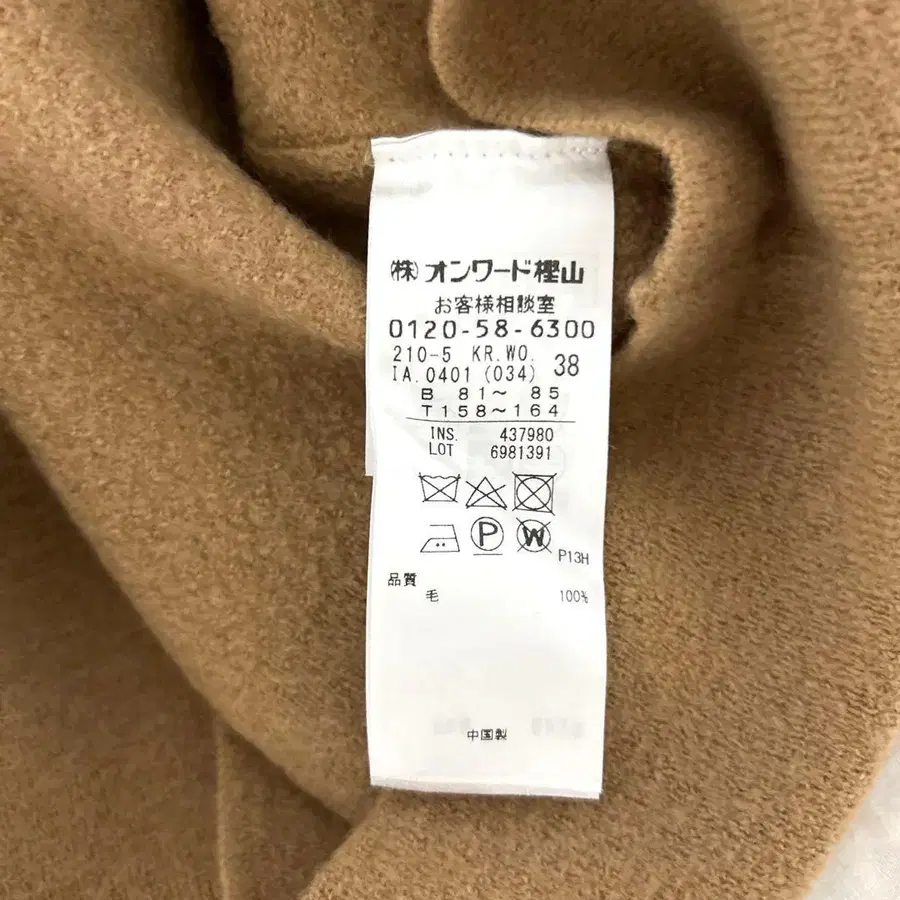 (株)オンワード樫山
お客様相談室
0120-58-6300
210-5 KR.WO.
IA.0401 (034) 38
B 81～ 85
T158～164
INS. 437980
LOT 6981391
P W
P13H
品質
毛 100%
中国製